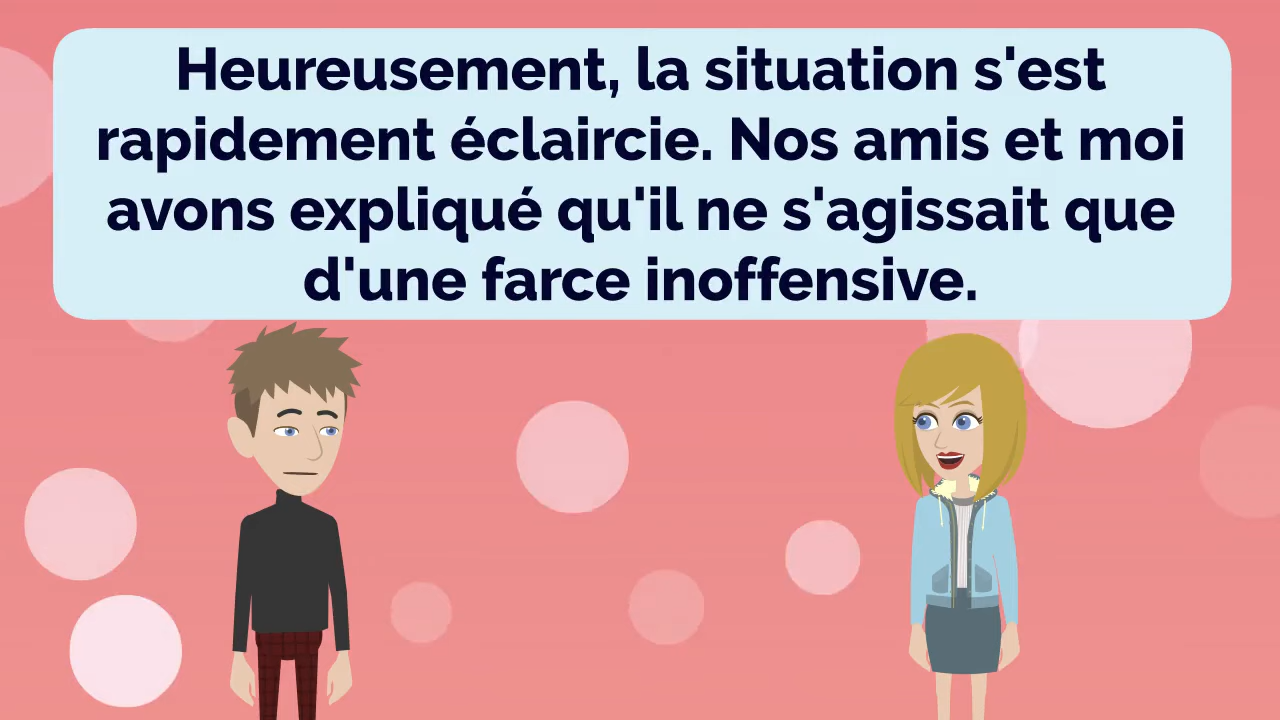 Heureusement, la situation s'est
rapidement éclaircie. Nos amis et moi
avons expliqué qu'il ne s'agissait que
d'une farce inoffensive.